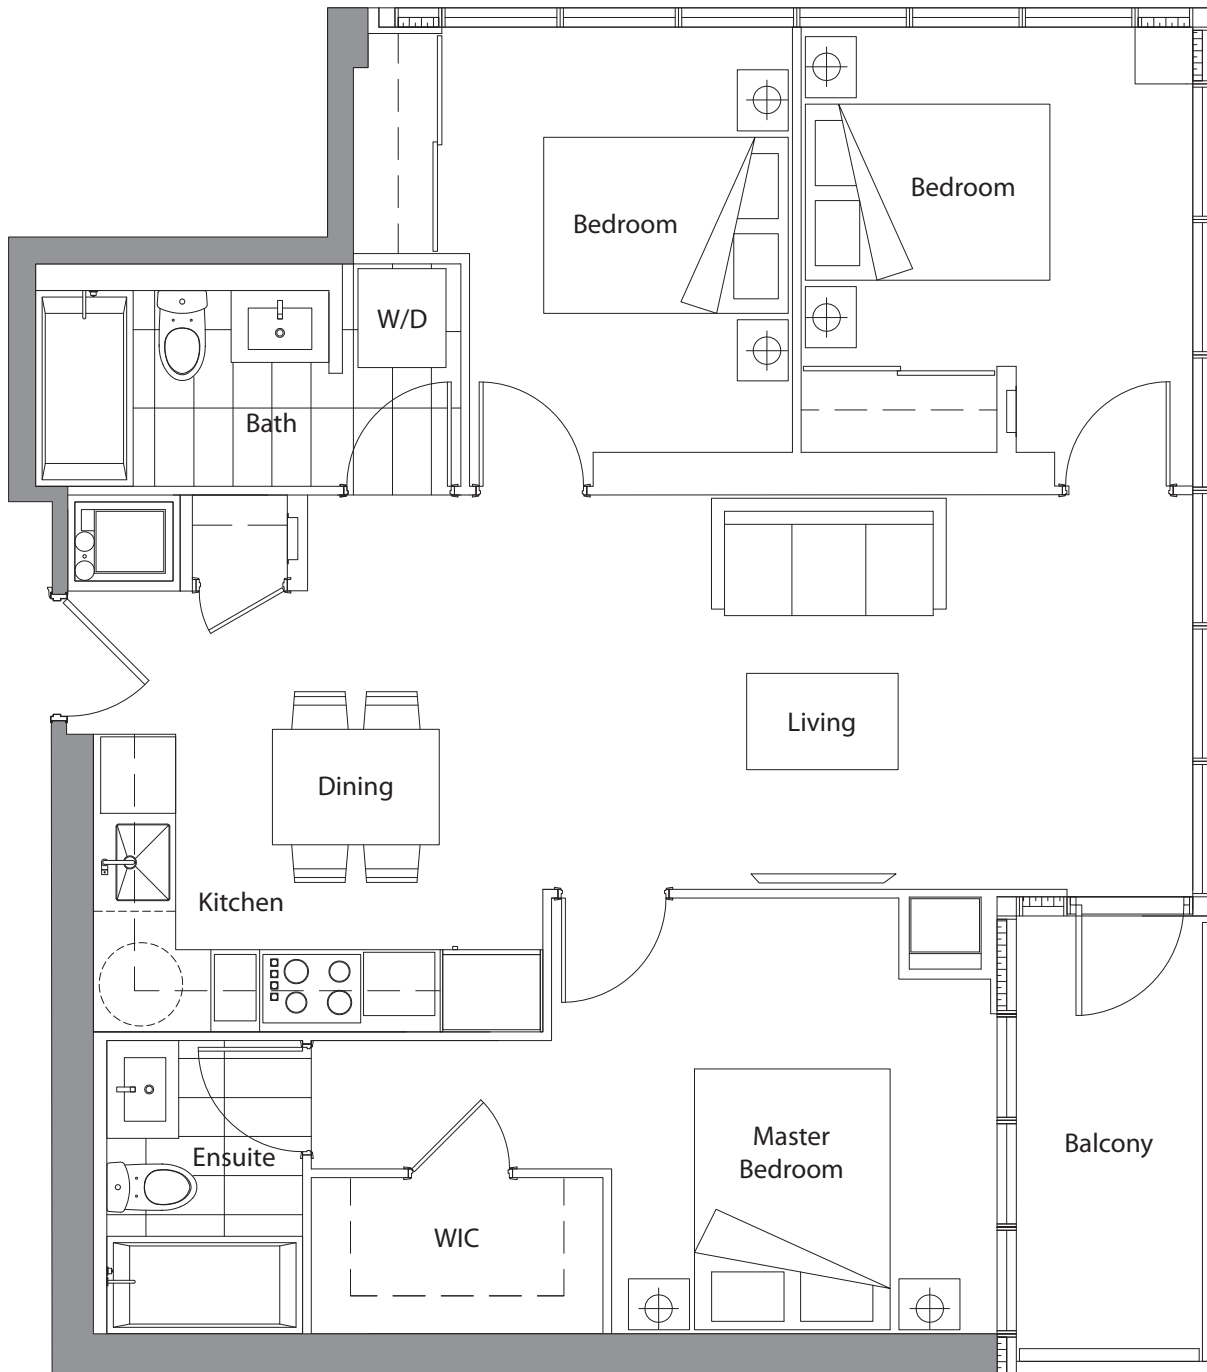 Bedroom
Bedroom
W/D
Bath
Living
Dining
Kitchen
Master
Bedroom
Balcony
Ensuite
WIC